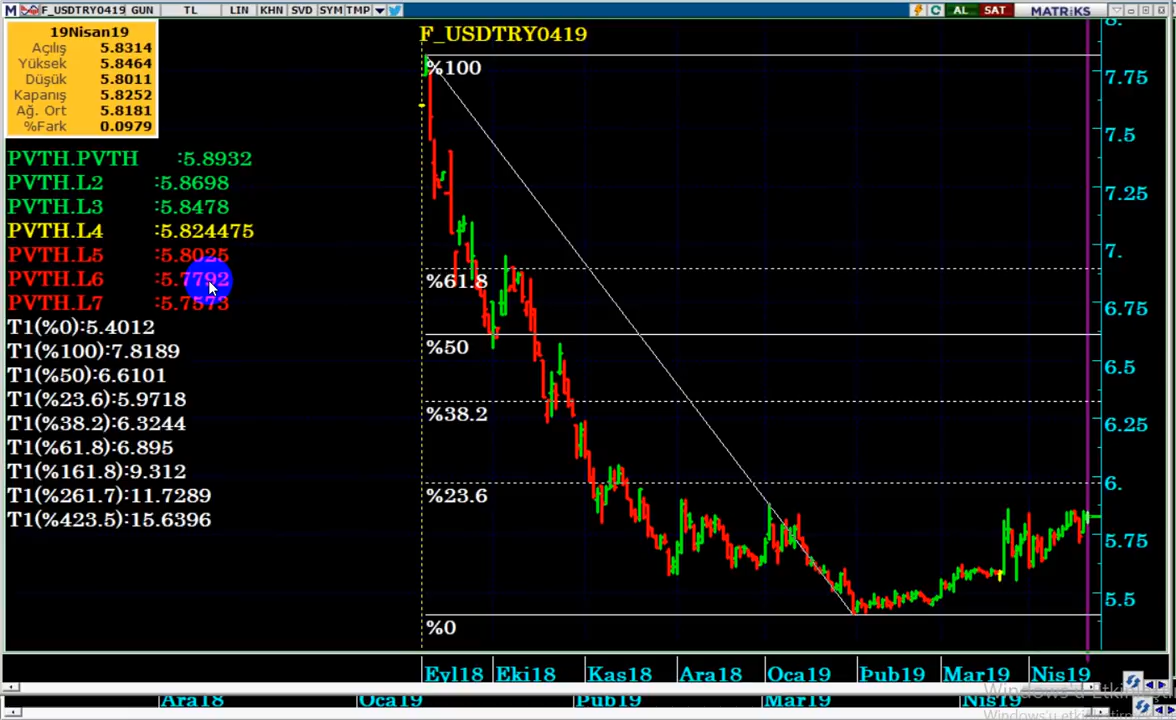 F_USDTRY0419 GUN TL LIN KHN SVD SYM TMP AL SAT MATRiKS
F_USDTRY0419
19Nisan19
Açılış 5.8314
Yüksek 5.8464
Düşük 5.8011
Kapanış 5.8252
Ağ. Ort 5.8181
%Fark 0.0979
PVTH.PVTH :5.8932
PVTH.L2 :5.8698
PVTH.L3 :5.8478
PVTH.L4 :5.824475
PVTH.L5 :5.8025
PVTH.L6 :5.7792
PVTH.L7 :5.7573
T1(%0):5.4012
T1(%100):7.8189
T1(%50):6.6101
T1(%23.6):5.9718
T1(%38.2):6.3244
T1(%61.8):6.895
T1(%161.8):9.312
T1(%261.7):11.7289
T1(%423.5):15.6396
%100
%61.8
%50
%38.2
%23.6
%0
8.
7.75
7.5
7.25
7.
6.75
6.5
6.25
6.
5.75
5.5
Eyl18 Eki18 Kas18 Ara18 Oca19 Pub19 Mar19 Nis19
Ara18 Oca19 Pub19 Mar19 Nis19